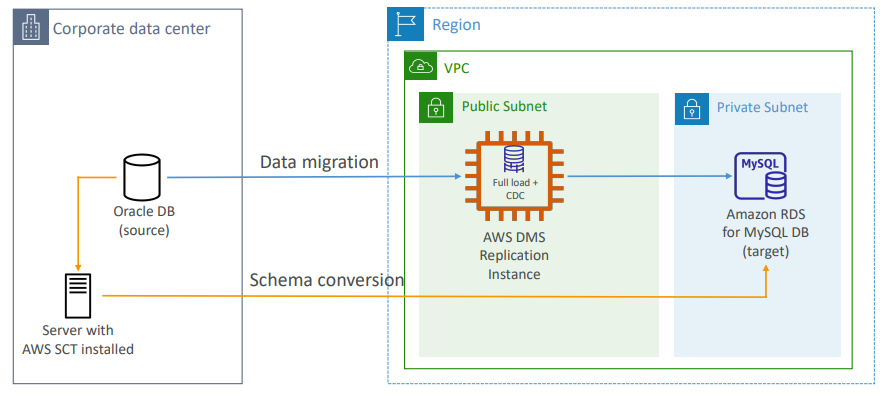 Corporate data center
Region
VPC
Public Subnet
Private Subnet
Data migration
Full load +
CDC
MySQL
Oracle DB
(source)
AWS DMS
Replication
Instance
Amazon RDS
for MySQL DB
(target)
Schema conversion
Server with
AWS SCT installed